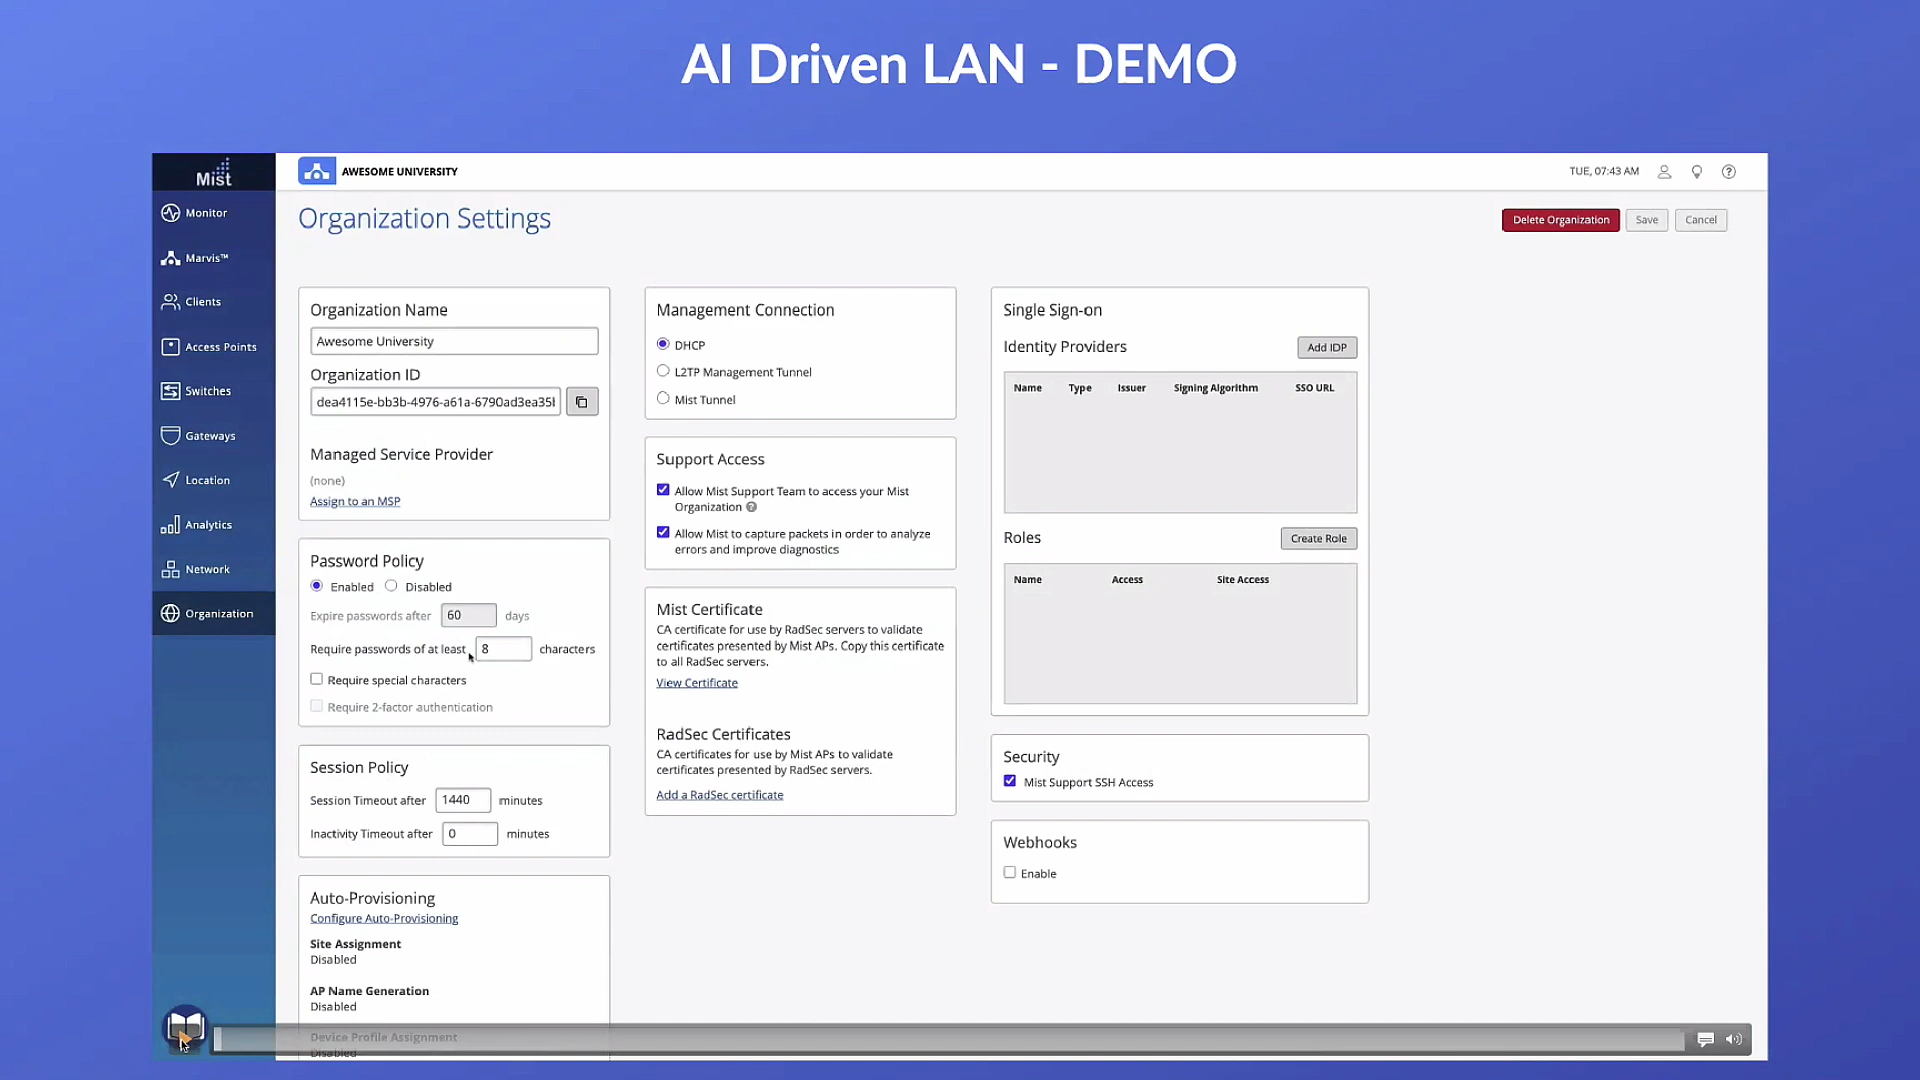 AI Driven LAN - DEMO
Mist
AWESOME UNIVERSITY
TUE, 07:43 AM
Monitor
Marvis™
Clients
Access Points
Switches
Gateways
Location
Analytics
Network
Organization
Organization Settings
Delete Organization
Save
Cancel
Organization Name
Awesome University
Organization ID
Managed Service Provider
(none)
Assign to an MSP
Password Policy
Enabled
Disabled
Expire passwords after 60 days
Require passwords of at least 8 characters
Require special characters
Require 2-factor authentication
Session Policy
Session Timeout after 1440 minutes
Inactivity Timeout after 0 minutes
Auto-Provisioning
Configure Auto-Provisioning
Site Assignment
Disabled
AP Name Generation
Disabled
Device Profile Assignment
Disabled
Management Connection
DHCP
L2TP Management Tunnel
Mist Tunnel
Support Access
Allow Mist Support Team to access your Mist
Organization
Allow Mist to capture packets in order to analyze
errors and improve diagnostics
Mist Certificate
CA certificate for use by RadSec servers to validate
certificates presented by Mist APIs. Copy this certificate
to all RadSec servers.
View Certificate
RadSec Certificates
CA certificates for use by Mist APs to validate
certificates presented by RadSec servers.
Add a RadSec certificate
Single Sign-on
Identity Providers
Add IDP
Name Type Issuer Signing Algorithm SSO URL
Roles
Create Role
Name Access Site Access
Security
Mist Support SSH Access
Webhooks
Enable